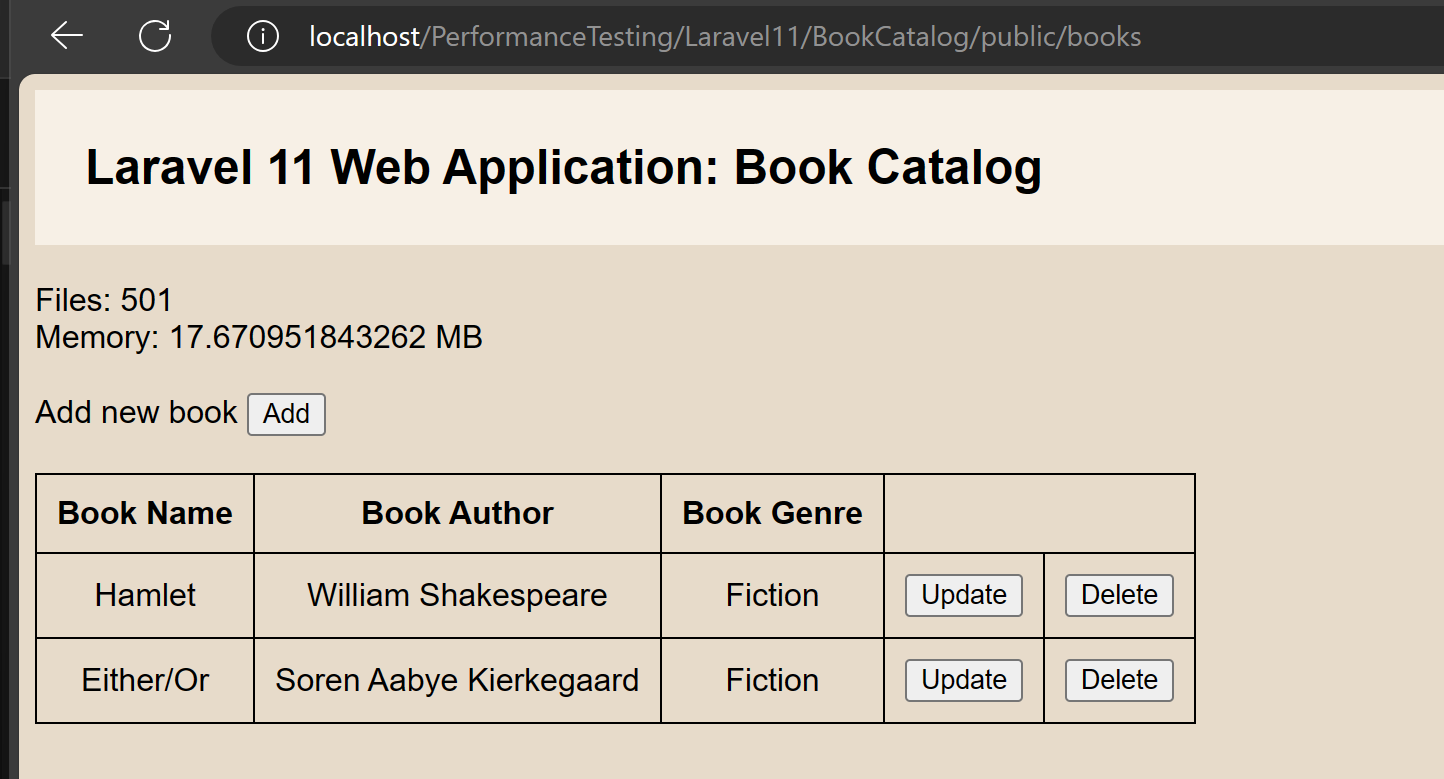 localhost/PerformanceTesting/Laravel11/BookCatalog/public/books
Laravel 11 Web Application: Book Catalog
Files: 501
Memory: 17.670951843262 MB
Add new book Add
Book Name Book Author Book Genre
Hamlet William Shakespeare Fiction Update Delete
Either/Or Soren Aabye Kierkegaard Fiction Update Delete